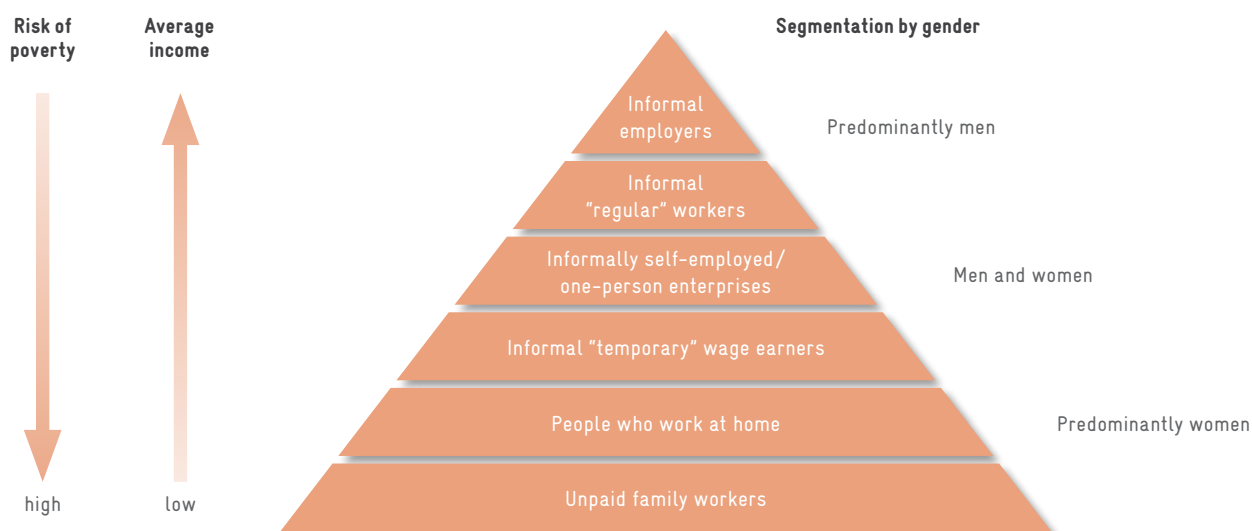 Risk of
poverty
Average
income
Segmentation by gender
Informal
employers
Predominantly men
Informal
“regular” workers
Informally self-employed/
one-person enterprises
Men and women
Informal “temporary” wage earners
People who work at home
Predominantly women
Unpaid family workers
high
low